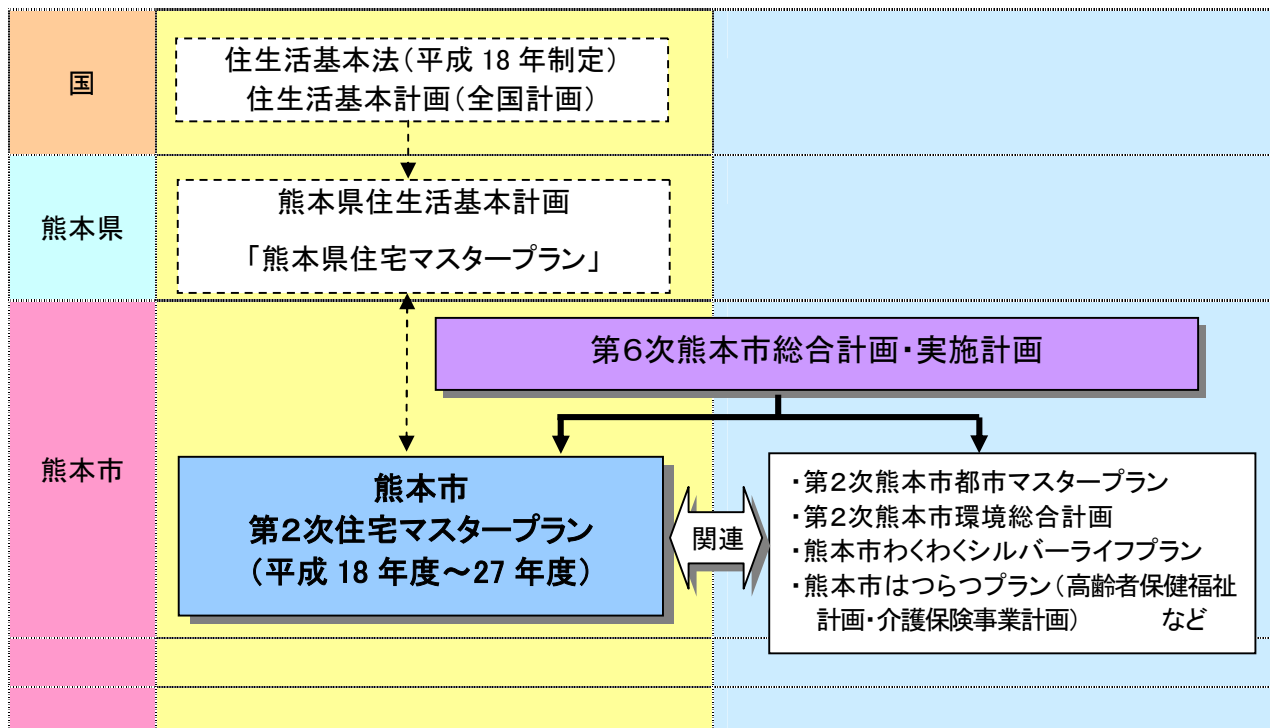 国
住生活基本法(平成 18 年制定)
住生活基本計画(全国計画)
熊本県
熊本県住生活基本計画
「熊本県住宅マスタープラン」
熊本市
第6次熊本市総合計画・実施計画
熊本市
第2次住宅マスタープラン
(平成 18 年度~27 年度)
関連
・第2次熊本市都市マスタープラン
・第2次熊本市環境総合計画
・熊本市わくわくシルバーライフプラン
・熊本市はつらつプラン(高齢者保健福祉
計画・介護保険事業計画) など